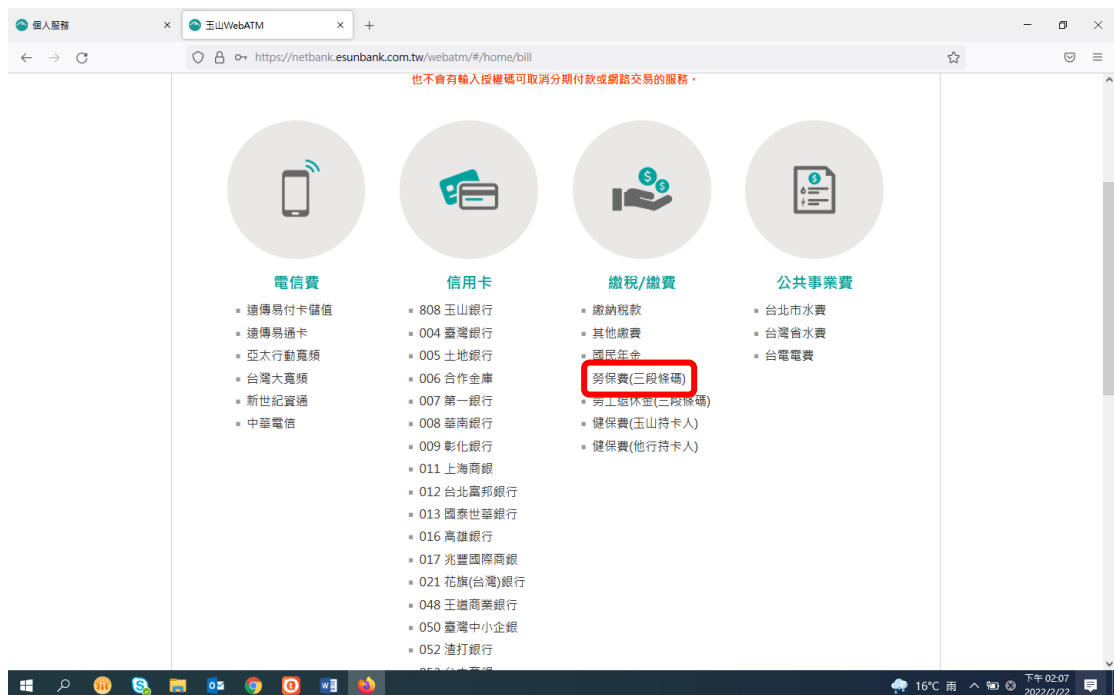 個人服務
玉山WebATM
https://netbank.esunbank.com.tw/webatm/#/home/bill
也不會有輸入授權碼可取消分期付款或網路交易的服務。
電信費
遠傳易付卡儲值
遠傳易通卡
亞太行動寬頻
台灣大寬頻
新世紀資通
中華電信
信用卡
808 玉山銀行
004 臺灣銀行
005 土地銀行
006 合作金庫
007 第一銀行
008 華南銀行
009 彰化銀行
011 上海商銀
012 台北富邦銀行
013 國泰世華銀行
016 高雄銀行
017 兆豐國際商銀
021 花旗(台灣)銀行
048 王道商業銀行
050 臺灣中小企銀
052 渣打銀行
053 台中商銀
繳稅/繳費
繳納稅款
其他繳費
國民年金
勞保費(三段條碼)
勞工退休金(三段條碼)
健保費(玉山持卡人)
健保費(他行持卡人)
公共事業費
台北市水費
台灣省水費
台電電費
16°C 雨
下午 02:07
2022/2/22